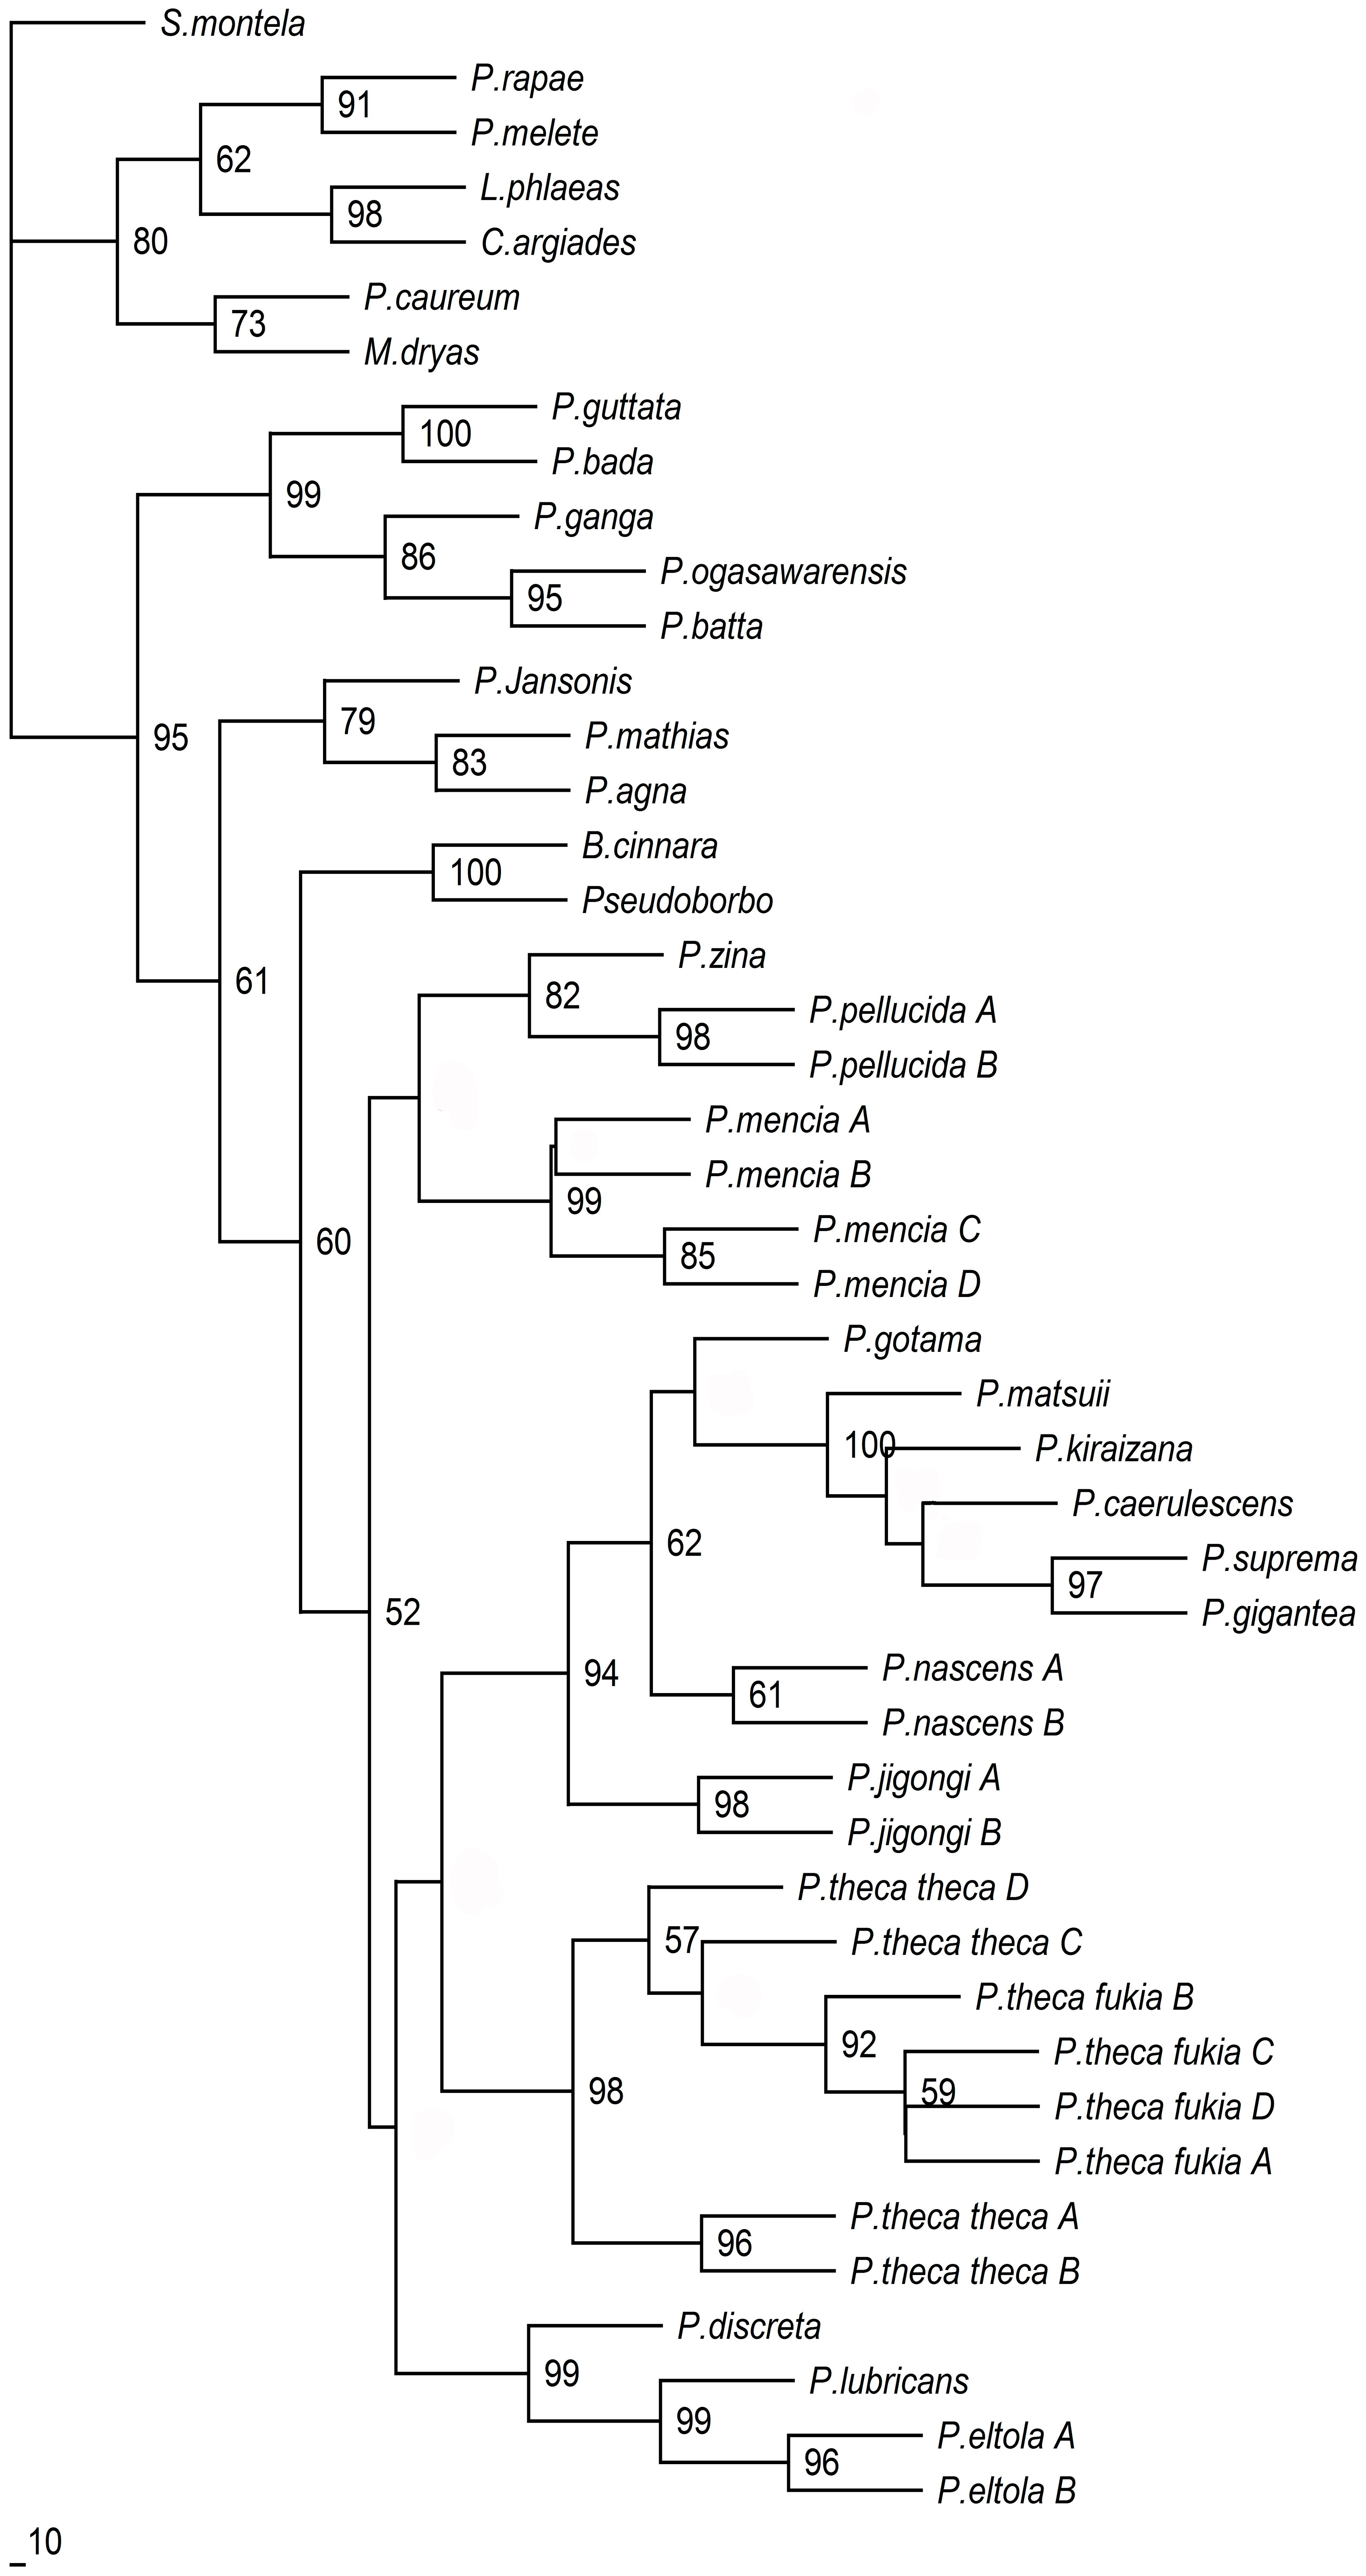 S.montela
P.rapae
91
P.melete
62
L.phlaeas
98
C.argiades
80
P.caureum
73
M.dryas
P.guttata
100
P.bada
99
P.ganga
86
P.ogasawarensis
95
P.batta
P.Jansonis
79
95
P.mathias
83
P.agna
B.cinnara
100
Pseudoborbo
P.zina
61
82
P.pellucida A
98
P.pellucida B
P.mencia A
P.mencia B
99
P.mencia C
60
85
P.mencia D
P.gotama
P.matsuii
100
P.kiraizana
P.caerulescens
62
P.suprema
97
P.gigantea
52
P.nascens A
94
61
P.nascens B
P.jigongi A
98
P.jigongi B
P.theca theca D
57
P.theca theca C
P.theca fukia B
92
P.theca fukia C
98
59
P.theca fukia D
P.theca fukia A
P.theca theca A
96
P.theca theca B
P.discreta
99
P.lubricans
99
P.eltola A
96
P.eltola B
10